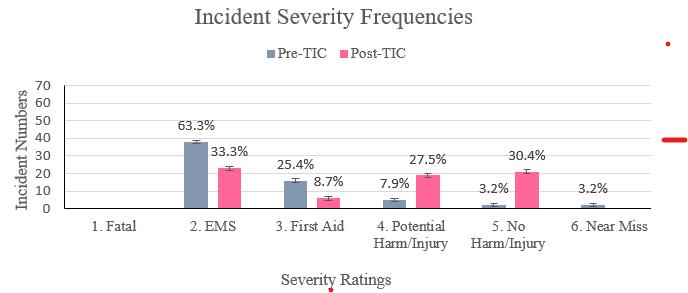 Incident Severity Frequencies
Pre-TIC Post-TIC
Incident Numbers
70
60
50
40
30
20
10
0
63.3%
33.3%
25.4%
8.7%
7.9%
27.5%
3.2%
30.4%
3.2%
1. Fatal 2. EMS 3. First Aid 4. Potential 5. No 6. Near Miss
Harm/Injury Harm/Injury
Severity Ratings